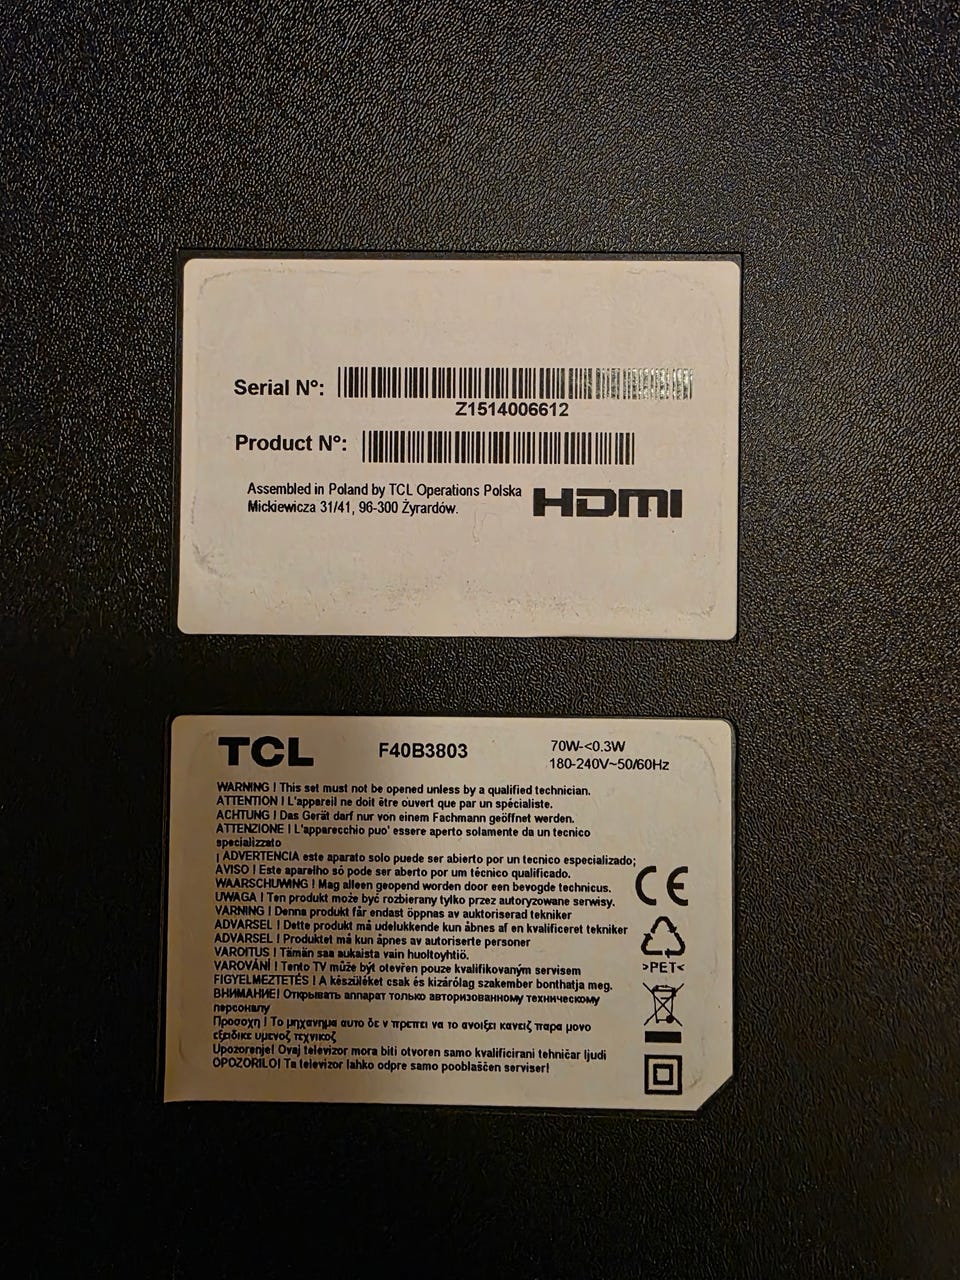 Serial Nº:
Z1514006612
Product Nº:
Assembled in Poland by TCL Operations Polska
Mickiewicza 31/41, 96-300 Żyrardów.
HDMI
TCL F40B3803 70W-<0.3W
180-240V~50/60Hz
WARNING ! This set must not be opened unless by a qualified technician.
ATTENTION ! L'appareil ne doit être ouvert que par un spécialiste.
ACHTUNG ! Das Gerät darf nur von einem Fachmann geöffnet werden.
ATTENZIONE ! L'apparecchio puo' essere aperto solamente da un tecnico
specializzato
¡ ADVERTENCIA este aparato solo puede ser abierto por un tecnico especializado;
AVISO ! Este aparelho só pode ser aberto por um técnico qualificado.
WAARSCHUWING ! Mag alleen geopend worden door een bevogde technicus.
UWAGA ! Ten produkt może być rozbierany tylko przez autoryzowane serwisy.
VARNING ! Denna produkt får endast öppnas av auktoriserad tekniker
ADVARSEL ! Dette produkt må udelukkende kun åbnes af en kvalificeret tekniker
ADVARSEL ! Produktet må kun åpnes av autoriserte personer
VAROITUS ! Tämän saa aukaista vain huoltoyhtiö.
VAROVÁNÍ ! Tento TV může být otevřen pouze kvalifikovaným servisem
FIGYELMEZTETÉS ! A készüléket csak és kizárólag szakember bonthatja meg.
ВНИМАНИЕ! Открывать аппарат только авторизованному техническому
персоналу
Προσοχη ! Το μηχανημα αυτο δε ν πρεπει να το ανοιξει κανεις παρα μονο
εξειδικε υμενος τεχνικος
Upozorenje! Ovaj televizor mora biti otvoren samo kvalificirani tehničar ljudi
OPOZORILO! Ta televizor lahko odpre samo pooblaščen serviser!
CE
>PET<